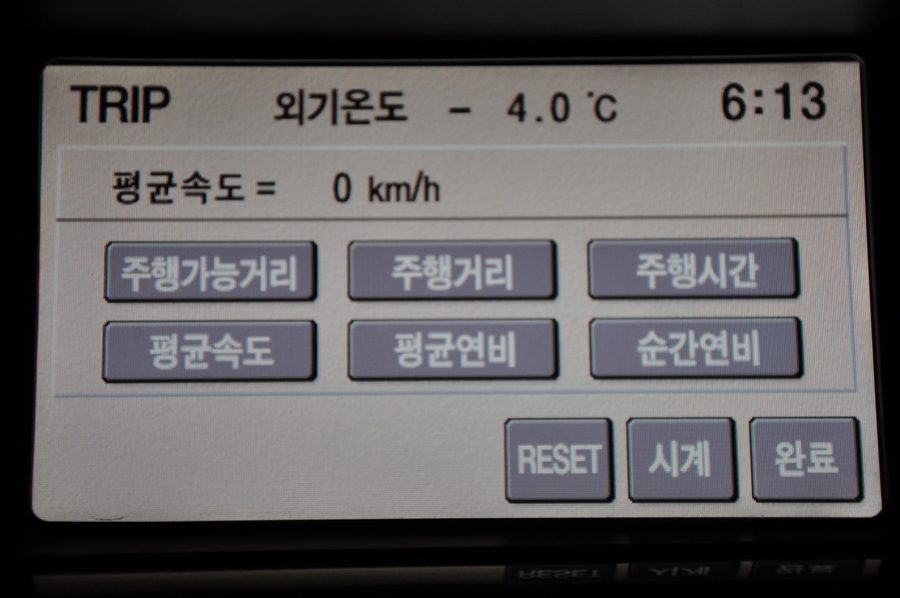 TRIP 외기온도 - 4.0 ℃ 6:13
평균속도 = 0 km/h
주행가능거리 주행거리 주행시간
평균속도 평균연비 순간연비
RESET 시계 완료